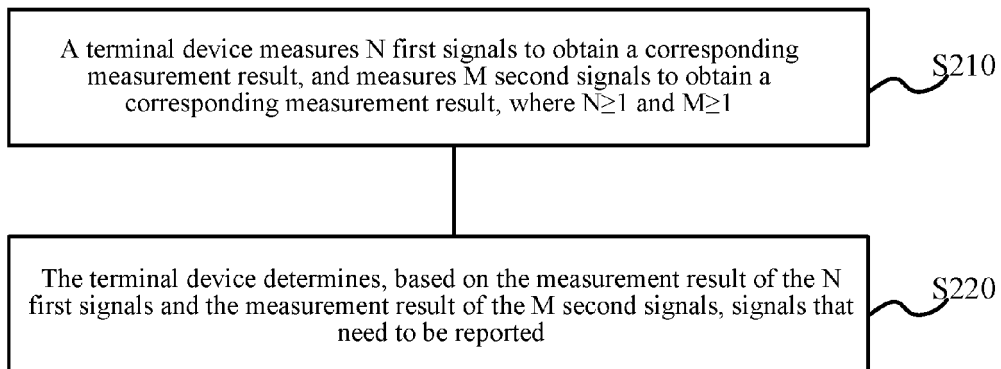 A terminal device measures N first signals to obtain a corresponding
measurement result, and measures M second signals to obtain a
corresponding measurement result, where N≥1 and M≥1
S210
The terminal device determines, based on the measurement result of the N
first signals and the measurement result of the M second signals, signals that
need to be reported
S220